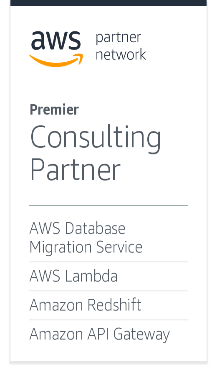 aws partner
network
Premier
Consulting
Partner
AWS Database
Migration Service
AWS Lambda
Amazon Redshift
Amazon API Gateway